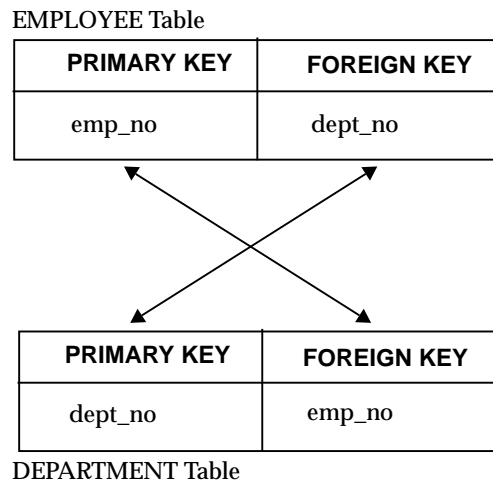 EMPLOYEE Table
PRIMARY KEY FOREIGN KEY
emp_no dept_no
PRIMARY KEY FOREIGN KEY
dept_no emp_no
DEPARTMENT Table